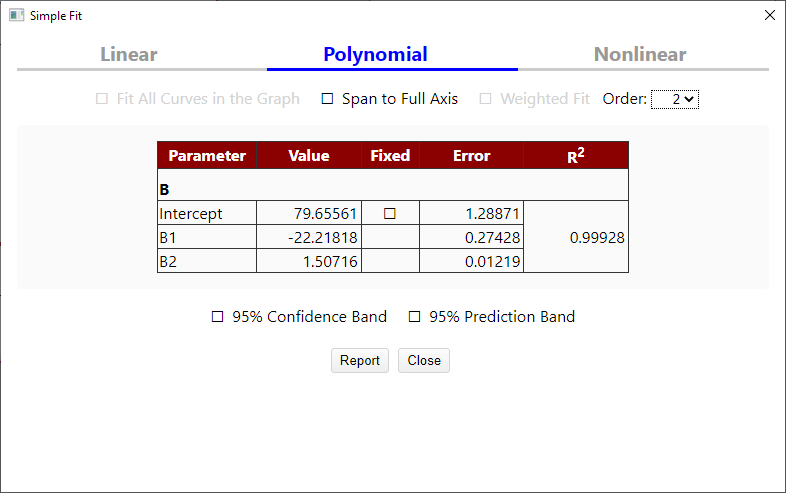 Simple Fit
Linear Polynomial Nonlinear
Fit All Curves in the Graph Span to Full Axis Weighted Fit Order: 2
Parameter Value Fixed Error R²
B
Intercept 79.65561 1.28871
B1 -22.21818 0.27428 0.99928
B2 1.50716 0.01219
95% Confidence Band 95% Prediction Band
Report Close